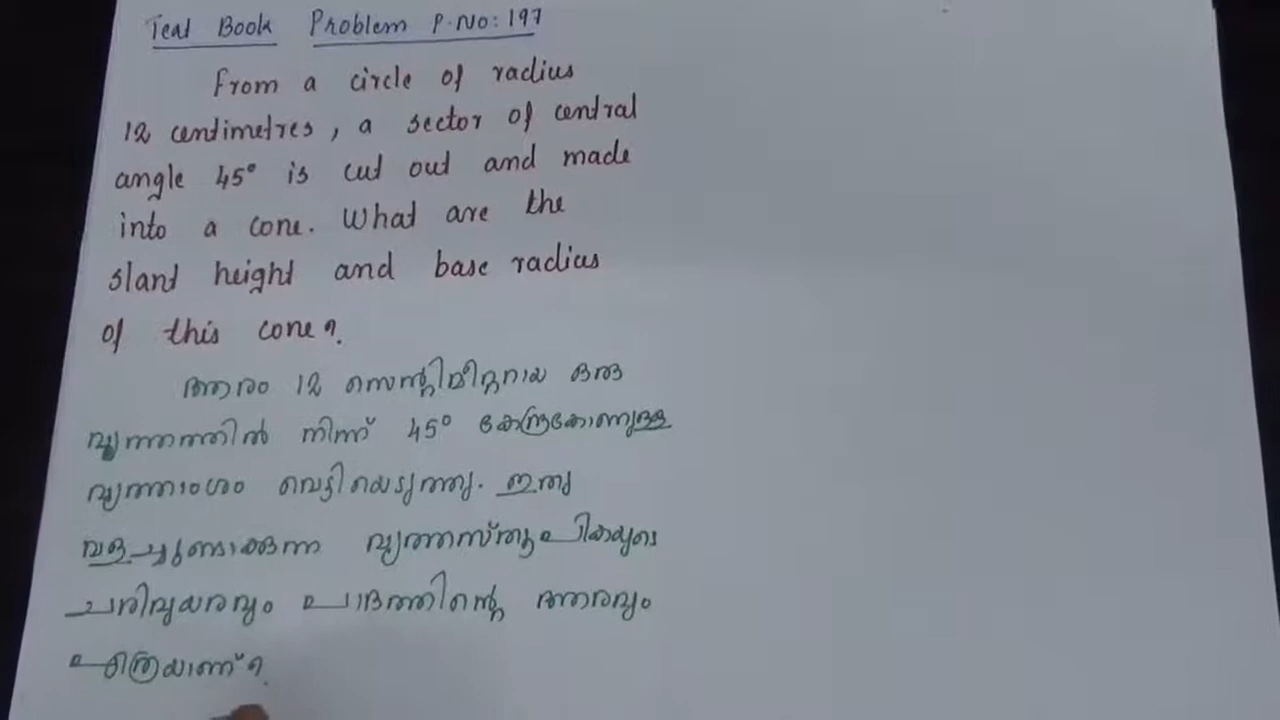 Teat Book Problem P.No:197
From a circle of radius
12 centimetres, a sector of central
angle 45° is cut out and made
into a cone. What are the
slant height and base radius
of this cone?
ആരം 12 സെന്റിമീറ്ററായ ഒരു
വൃത്തത്തിൽ നിന്ന് 45° കേന്ദ്രകോണുള്ള
വൃത്താംശം വെട്ടിയെടുത്തു. ഇതു
വളച്ചുണ്ടാക്കുന്ന വൃത്തസ്തൂപികയുടെ
ചരിവുയരവും പാദത്തിന്റെ ആരവും
എത്രയാണ്?